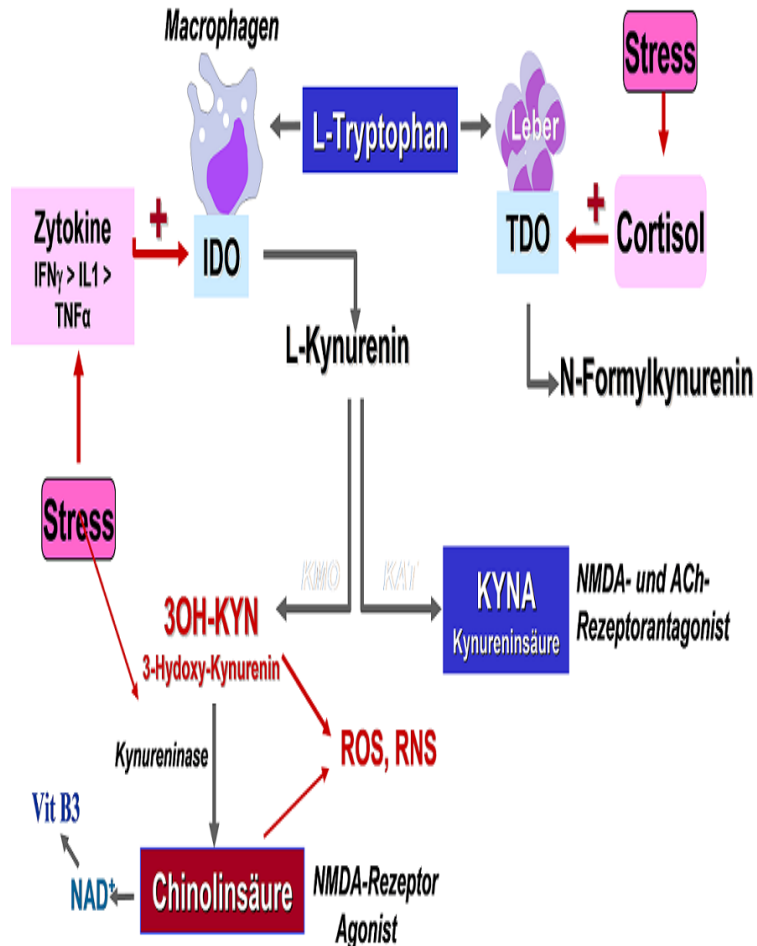 Macrophagen
Stress
L-Tryptophan
Leber
+
+
Zytokine
IFNγ > IL1 >
TNFα
IDO
TDO
Cortisol
L-Kynurenin
N-Formylkynurenin
Stress
KMO
KAT
KYNA
Kynureninsäure
NMDA- und ACh-
Rezeptorantagonist
3OH-KYN
3-Hydoxy-Kynurenin
Kynureninase
ROS, RNS
Vit B3
NAD⁺
Chinolinsäure
NMDA-Rezeptor
Agonist